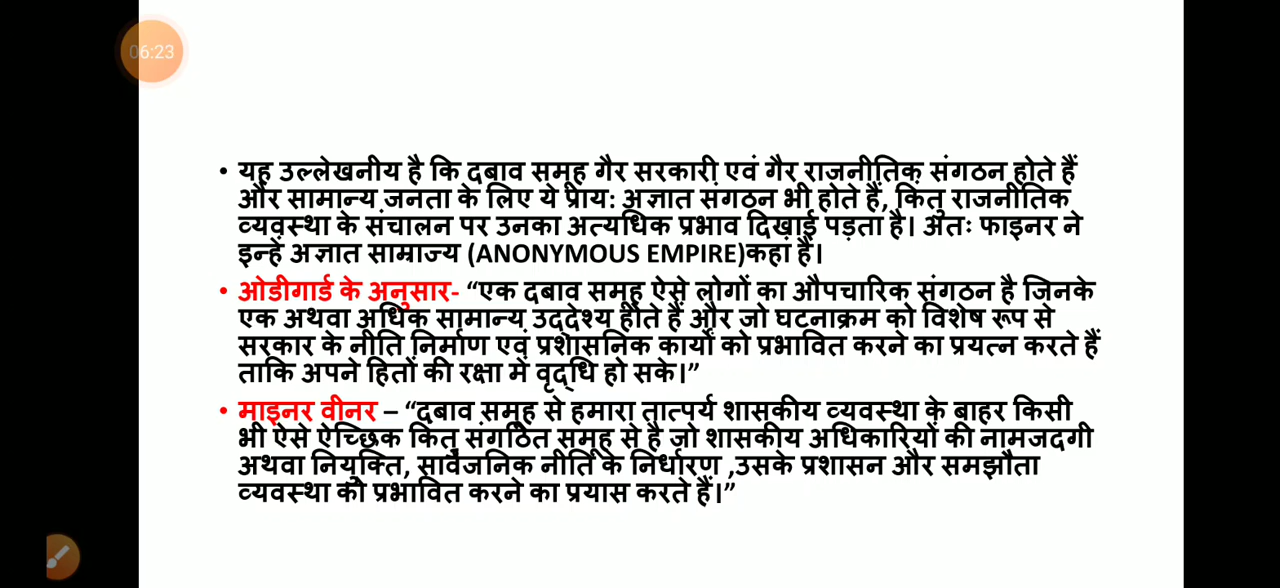 06:23
• यह उल्लेखनीय है कि दबाव समूह गैर सरकारी एवं गैर राजनीतिक संगठन होते हैं
और सामान्य जनता के लिए ये प्राय: अज्ञात संगठन भी होते हैं, किंतु राजनीतिक
व्यवस्था के संचालन पर उनका अत्यधिक प्रभाव दिखाई पड़ता है। अतः फाइनर ने
इन्हें अज्ञात साम्राज्य (ANONYMOUS EMPIRE)कहा है।
• ओडीगार्ड के अनुसार- “एक दबाव समूह ऐसे लोगों का औपचारिक संगठन है जिनके
एक अथवा अधिक सामान्य उद्देश्य होते हैं और जो घटनाक्रम को विशेष रूप से
सरकार के नीति निर्माण एवं प्रशासनिक कार्यों को प्रभावित करने का प्रयत्न करते हैं
ताकि अपने हितों की रक्षा में वृद्धि हो सके।”
• माइनर वीनर – “दबाव समूह से हमारा तात्पर्य शासकीय व्यवस्था के बाहर किसी
भी ऐसे ऐच्छिक किंतु संगठित समूह से है जो शासकीय अधिकारियों की नामजदगी
अथवा नियुक्ति, सार्वजनिक नीति के निर्धारण ,उसके प्रशासन और समझौता
व्यवस्था को प्रभावित करने का प्रयास करते हैं।”